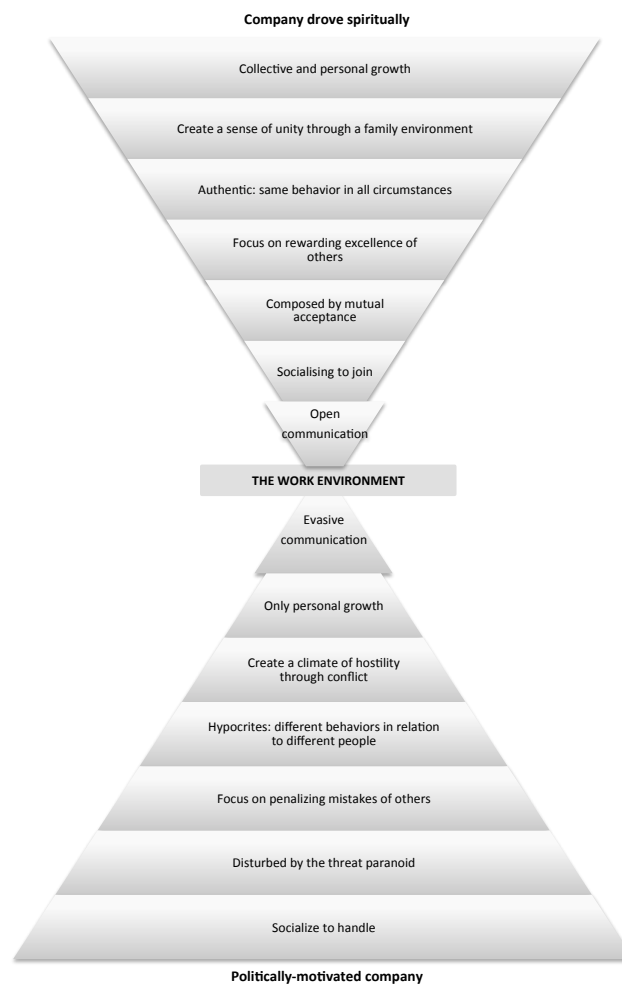 Company drove spiritually
Collective and personal growth
Create a sense of unity through a family environment
Authentic: same behavior in all circumstances
Focus on rewarding excellence of
others
Composed by mutual
acceptance
Socialising to join
Open
communication
THE WORK ENVIRONMENT
Evasive
communication
Only personal growth
Create a climate of hostility
through conflict
Hypocrites: different behaviors in relation
to different people
Focus on penalizing mistakes of others
Disturbed by the threat paranoid
Socialize to handle
Politically-motivated company